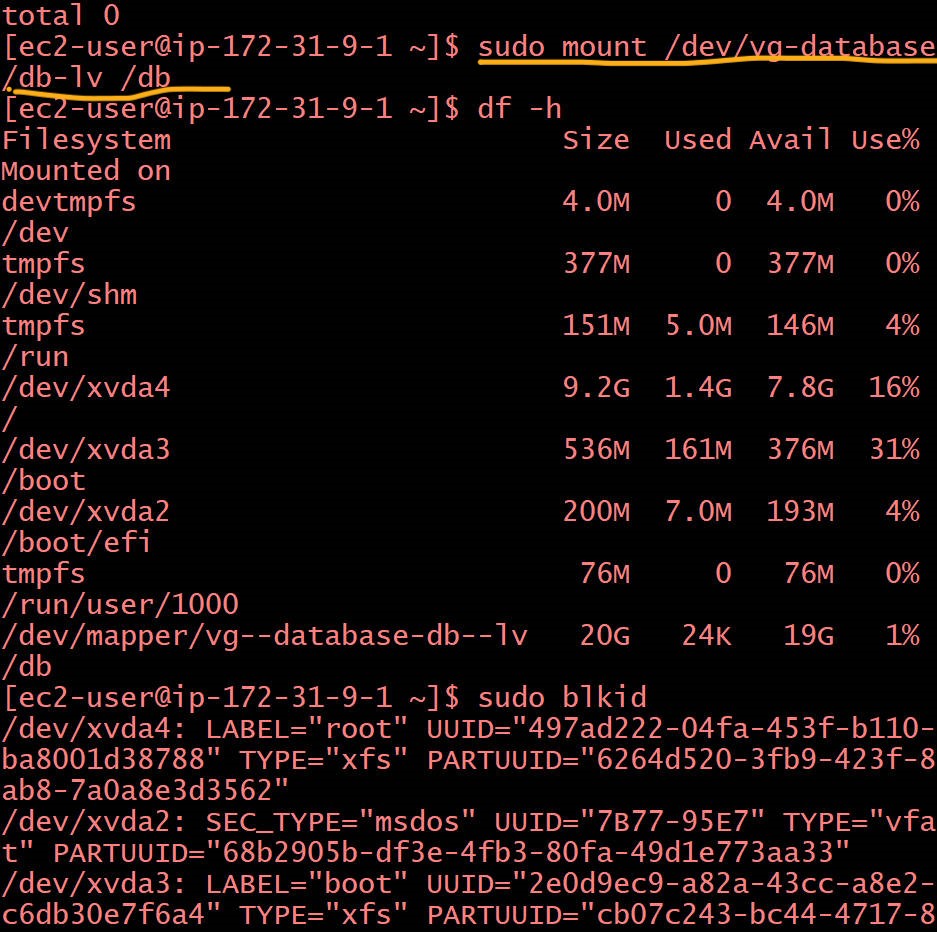 total 0
[ec2-user@ip-172-31-9-1 ~]$ sudo mount /dev/vg-database
/db-lv /db
[ec2-user@ip-172-31-9-1 ~]$ df -h
Filesystem Size Used Avail Use%
Mounted on
devtmpfs 4.0M 0 4.0M 0%
/dev
tmpfs 377M 0 377M 0%
/dev/shm
tmpfs 151M 5.0M 146M 4%
/run
/dev/xvda4 9.2G 1.4G 7.8G 16%
/
/dev/xvda3 536M 161M 376M 31%
/boot
/dev/xvda2 200M 7.0M 193M 4%
/boot/efi
tmpfs 76M 0 76M 0%
/run/user/1000
/dev/mapper/vg--database-db--lv 20G 24K 19G 1%
/db
[ec2-user@ip-172-31-9-1 ~]$ sudo blkid
/dev/xvda4: LABEL="root" UUID="497ad222-04fa-453f-b110-
ba8001d38788" TYPE="xfs" PARTUUID="6264d520-3fb9-423f-8
ab8-7a0a8e3d3562"
/dev/xvda2: SEC_TYPE="msdos" UUID="7B77-95E7" TYPE="vfa
t" PARTUUID="68b2905b-df3e-4fb3-80fa-49d1e773aa33"
/dev/xvda3: LABEL="boot" UUID="2e0d9ec9-a82a-43cc-a8e2-
c6db30e7f6a4" TYPE="xfs" PARTUUID="cb07c243-bc44-4717-8